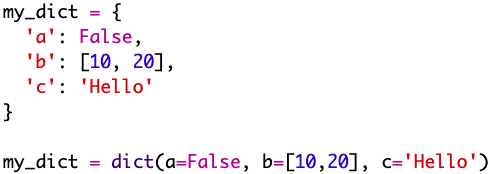 my_dict = {
  'a': False,
  'b': [10, 20],
  'c': 'Hello'
}

my_dict = dict(a=False, b=[10,20], c='Hello')